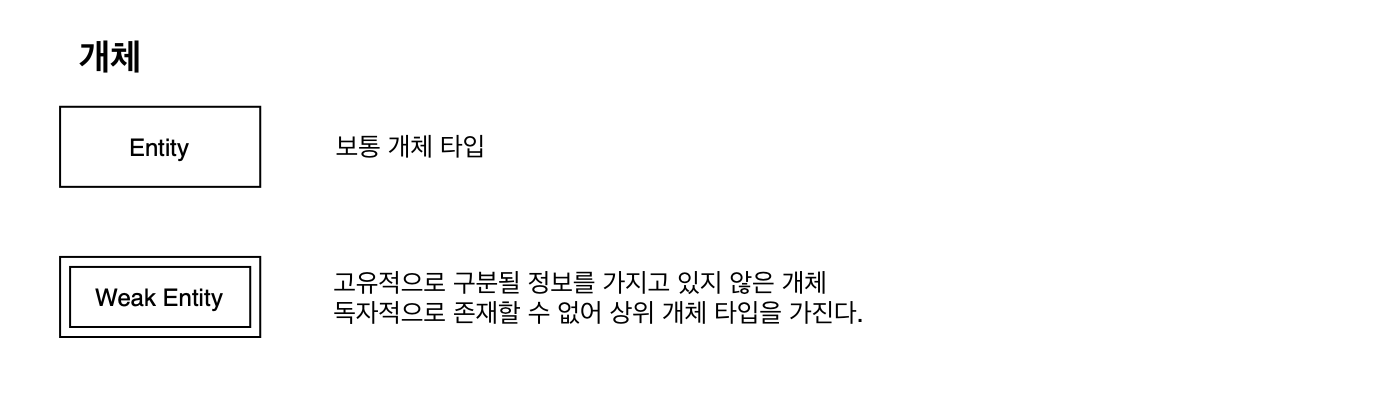 개체
Entity
보통 개체 타입
Weak Entity
고유적으로 구분될 정보를 가지고 있지 않은 개체
독자적으로 존재할 수 없어 상위 개체 타입을 가진다.